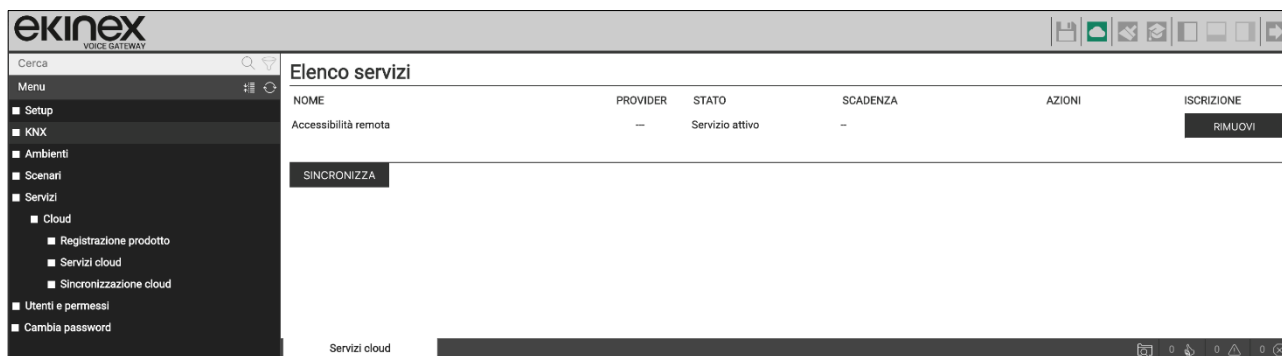 ekinex
VOICE GATEWAY
Cerca
Menu
Setup
KNX
Ambienti
Scenari
Servizi
Cloud
Registrazione prodotto
Servizi cloud
Sincronizzazione cloud
Utenti e permessi
Cambia password
Elenco servizi
NOME PROVIDER STATO SCADENZA AZIONI ISCRIZIONE
Accessibilità remota --- Servizio attivo -- RIMUOVI
SINCRONIZZA
Servizi cloud 0 0 0